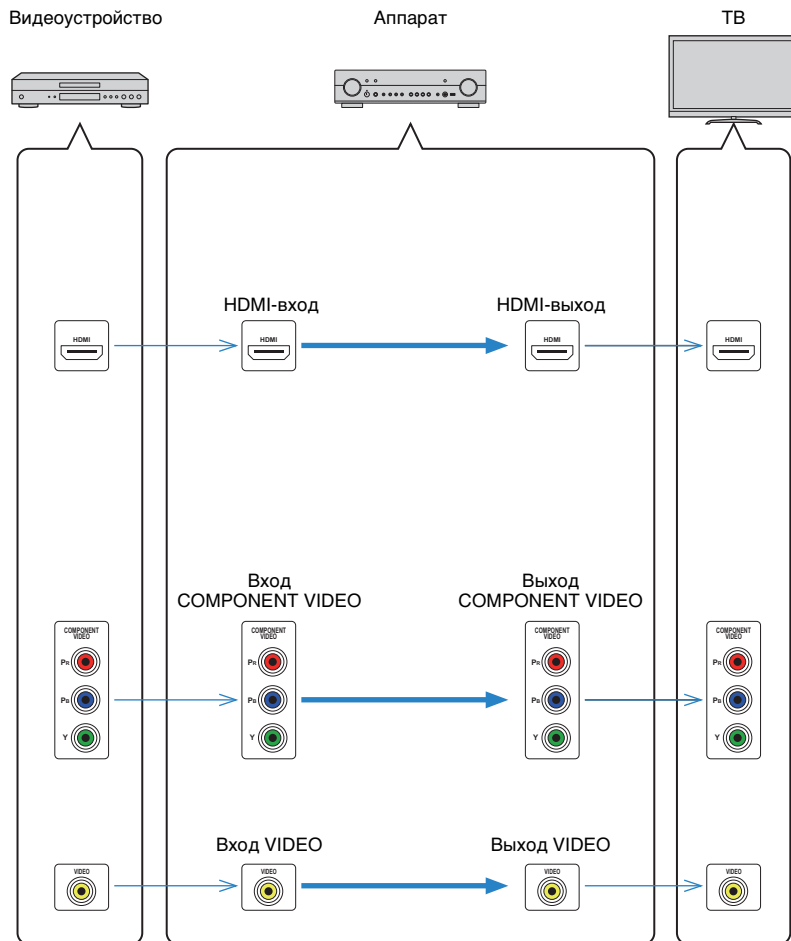 Видеоустройство
Аппарат
ТВ
HDMI-вход
HDMI-выход
HDMI
HDMI
HDMI
HDMI
Вход
COMPONENT VIDEO
Выход
COMPONENT VIDEO
COMPONENT
VIDEO
PR
PB
Y
COMPONENT
VIDEO
PR
PB
Y
COMPONENT
VIDEO
PR
PB
Y
COMPONENT
VIDEO
PR
PB
Y
Вход VIDEO
Выход VIDEO
VIDEO
VIDEO
VIDEO
VIDEO